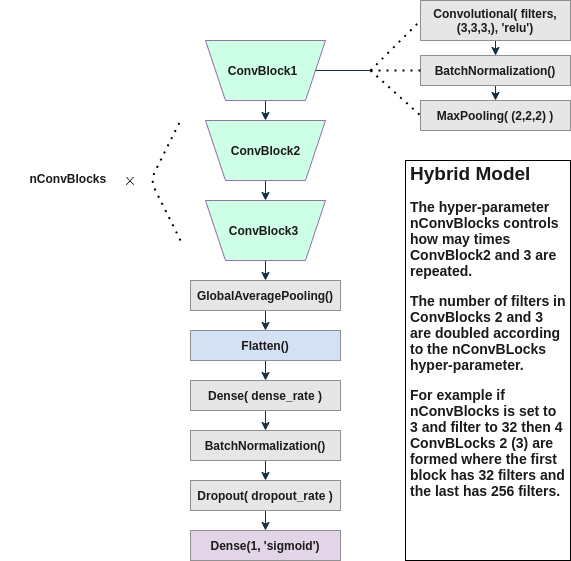 Convolutional( filters,
(3,3,3,), 'relu')
ConvBlock1
BatchNormalization()
MaxPooling( (2,2,2) )
ConvBlock2
nConvBlocks ×
ConvBlock3
GlobalAveragePooling()
Flatten()
Dense( dense_rate )
BatchNormalization()
Dropout( dropout_rate )
Dense(1, 'sigmoid')
Hybrid Model
The hyper-parameter
nConvBlocks controls
how may times
ConvBlock2 and 3 are
repeated.
The number of filters in
ConvBlocks 2 and 3
are doubled according
to the nConvBLocks
hyper-parameter.
For example if
nConvBlocks is set to
3 and filter to 32 then 4
ConvBLocks 2 (3) are
formed where the first
block has 32 filters and
the last has 256 filters.